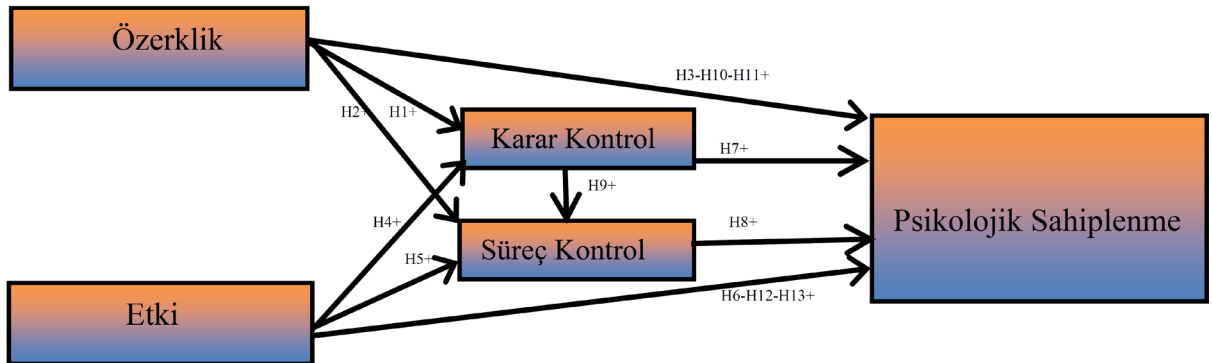 Özerklik
H3-H10-H11+
H2+
H1+
Karar Kontrol
H7+
H9+
Psikolojik Sahiplenme
H4+
Süreç Kontrol
H8+
H5+
H6-H12-H13+
Etki